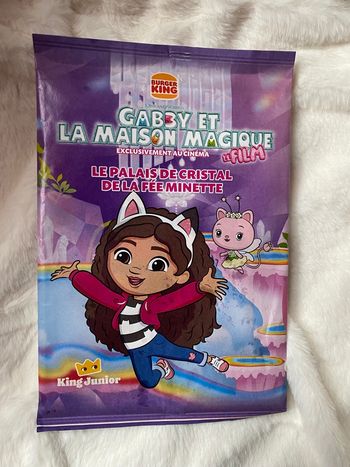 BURGER
KING
GABBY ET
LA MAISON MAGIQUE
LE FILM
EXCLUSIVEMENT AU CINÉMA
LE PALAIS DE CRISTAL
DE LA FÉE MINETTE
King Junior